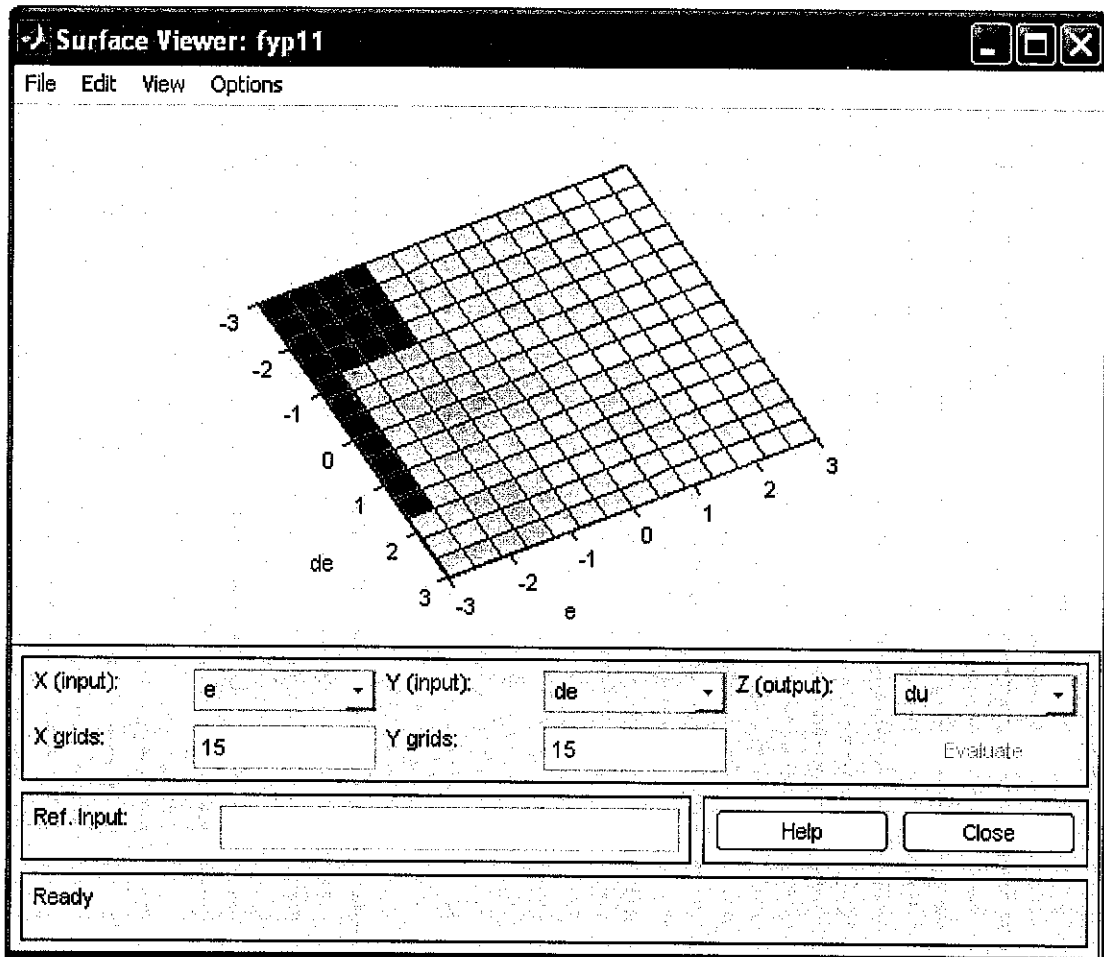 Surface Viewer: fyp11
File Edit View Options
-3
-2
-1
0
1
2
3
de
-3
-2
-1
0
1
2
3
e
X (input): e Y (input): de Z (output): du
X grids: 15 Y grids: 15 Evaluate
Ref. Input: Help Close
Ready